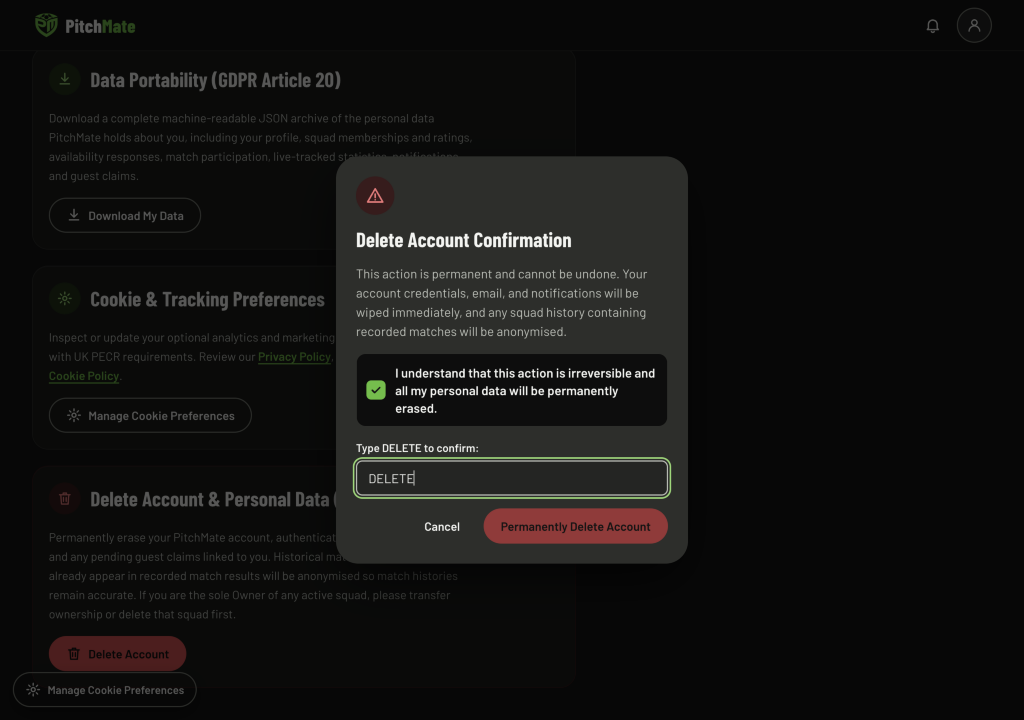 PitchMate
Data Portability (GDPR Article 20)
Download a complete machine-readable JSON archive of the personal data
PitchMate holds about you, including your profile, squad memberships and ratings,
availability responses, match participation, live-tracked statistics, notifications,
and guest claims.
Download My Data
Cookie & Tracking Preferences
Inspect or update your optional analytics and marketing
with UK PECR requirements. Review our Privacy Policy.
Cookie Policy.
Manage Cookie Preferences
Delete Account & Personal Data (
Permanently erase your PitchMate account, authenticat
and any pending guest claims linked to you. Historical mat
already appear in recorded match results will be anonymised so match histories
remain accurate. If you are the sole Owner of any active squad, please transfer
ownership or delete that squad first.
Delete Account
Manage Cookie Preferences
Delete Account Confirmation
This action is permanent and cannot be undone. Your
account credentials, email, and notifications will be
wiped immediately, and any squad history containing
recorded matches will be anonymised.
I understand that this action is irreversible and
all my personal data will be permanently
erased.
Type DELETE to confirm:
DELETE
Cancel
Permanently Delete Account